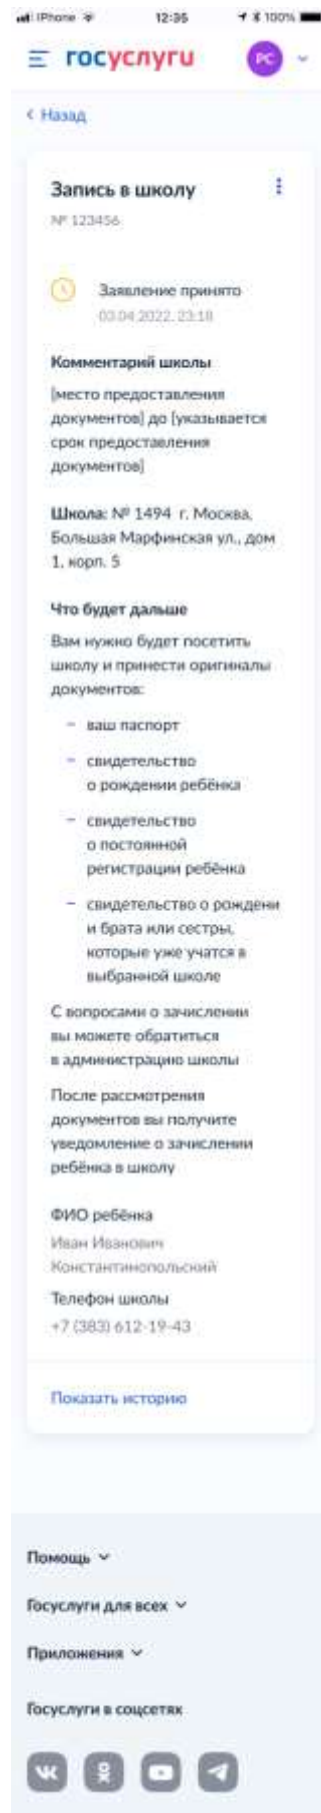 iPhone 12:35 100%
госуслуги РС
Назад
Запись в школу
№ 123456
Заявление принято
03.04.2022, 23:18
Комментарий школы
[место предоставления
документов] до [указывается
срок предоставления
документов]
Школа: № 1494 г. Москва,
Большая Марфинская ул., дом
1, корп. 5
Что будет дальше
Вам нужно будет посетить
школу и принести оригиналы
документов:
– ваш паспорт
– свидетельство
о рождении ребёнка
– свидетельство
о постоянной
регистрации ребёнка
– свидетельство о рождени
и брата или сестры,
которые уже учатся в
выбранной школе
С вопросами о зачислении
вы можете обратиться
в администрацию школы
После рассмотрения
документов вы получите
уведомление о зачислении
ребёнка в школу
ФИО ребёнка
Иван Иванович
Константинопольский
Телефон школы
+7 (383) 612-19-43
Показать историю
Помощь
Госуслуги для всех
Приложения
Госуслуги в соцсетях